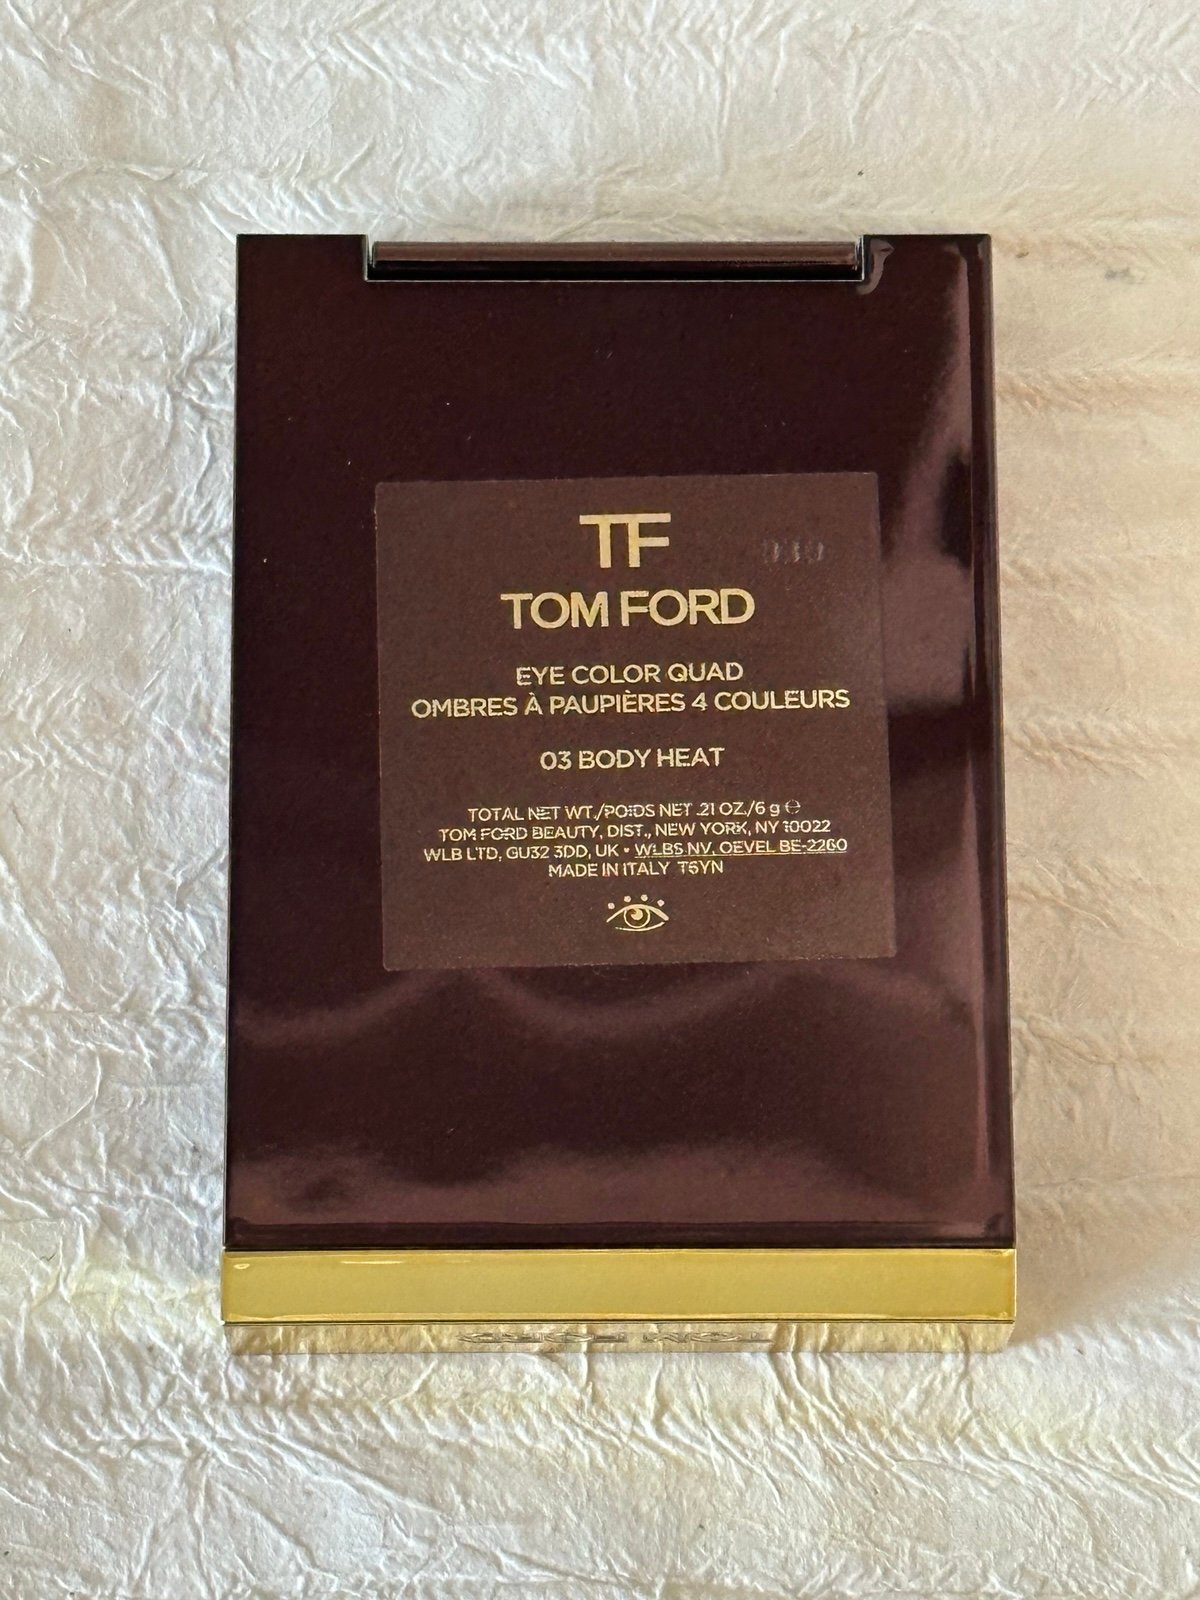 TF
TOM FORD
EYE COLOR QUAD
OMBRES À PAUPIÈRES 4 COULEURS
03 BODY HEAT
TOTAL NET WT./POIDS NET .21 OZ./6 g ℮
TOM FORD BEAUTY, DIST., NEW YORK, NY 10022
WLB LTD, GU32 3DD, UK • WLBS NV, OEVEL BE-2260
MADE IN ITALY T6YN
TOM FORD